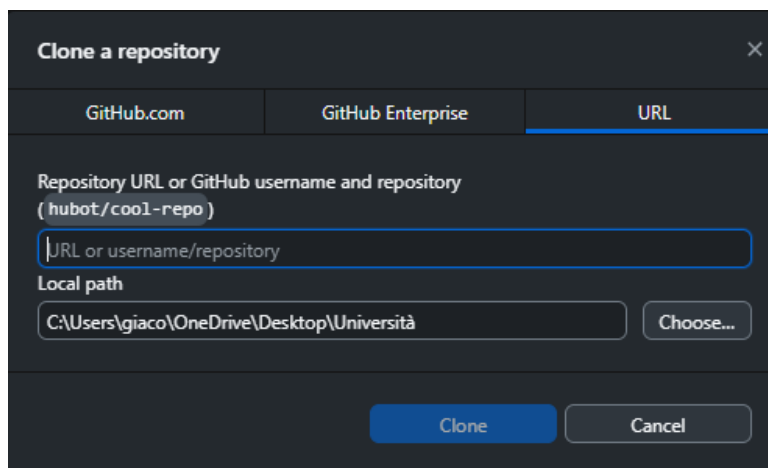 Clone a repository
GitHub.com GitHub Enterprise URL
Repository URL or GitHub username and repository
(hubot/cool-repo)
URL or username/repository
Local path
C:\Users\giaco\OneDrive\Desktop\Università Choose...
Clone Cancel